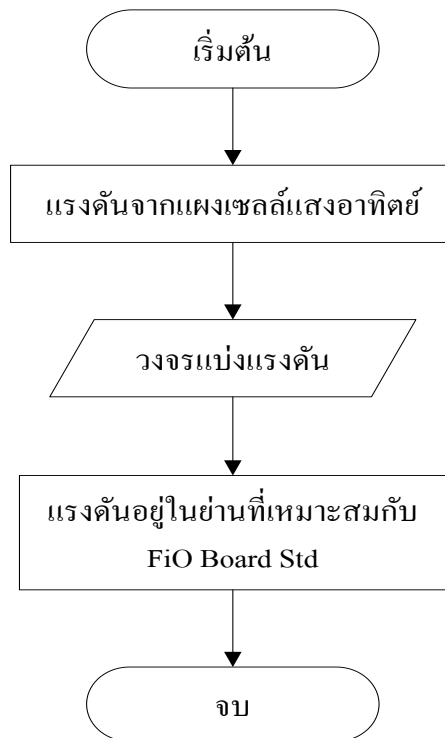 เริ่มต้น
แรงดันจากแผงเซลล์แสงอาทิตย์
วงจรแบ่งแรงดัน
แรงดันอยู่ในย่านที่เหมาะสมกับ
FiO Board Std
จบ